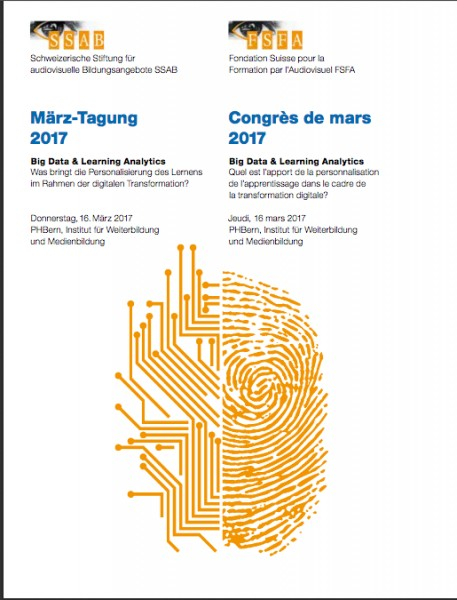 SSAB
Schweizerische Stiftung für
audiovisuelle Bildungsangebote SSAB
März-Tagung
2017
Big Data & Learning Analytics
Was bringt die Personalisierung des Lernens
im Rahmen der digitalen Transformation?
Donnerstag, 16. März 2017
PHBern, Institut für Weiterbildung
und Medienbildung
FSFA
Fondation Suisse pour la
Formation par l'Audiovisuel FSFA
Congrès de mars
2017
Big Data & Learning Analytics
Quel est l'apport de la personnalisation
de l'apprentissage dans le cadre de
la transformation digitale?
Jeudi, 16 mars 2017
PHBern, Institut für Weiterbildung
und Medienbildung